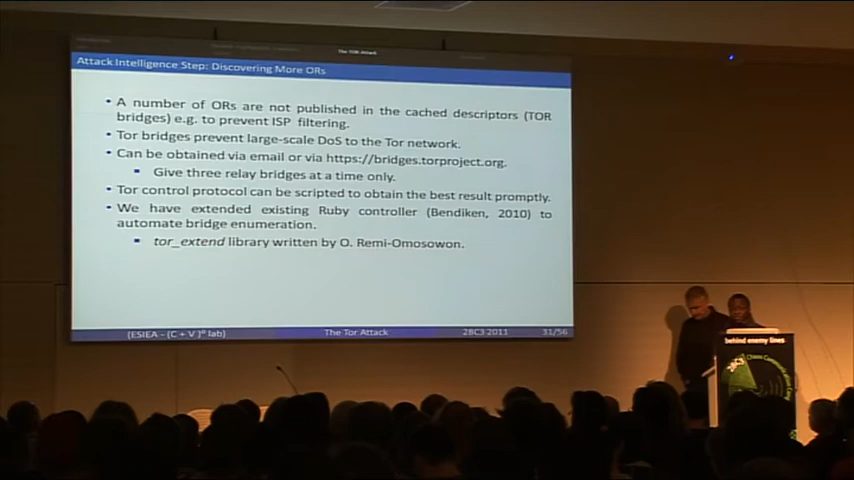 The TOR Attack
Attack Intelligence Step: Discovering More ORs
• A number of ORs are not published in the cached descriptors (TOR
bridges) e.g. to prevent ISP filtering.
• Tor bridges prevent large-scale DoS to the Tor network.
• Can be obtained via email or via https://bridges.torproject.org.
▪ Give three relay bridges at a time only.
• Tor control protocol can be scripted to obtain the best result promptly.
• We have extended existing Ruby controller (Bendiken, 2010) to
automate bridge enumeration.
▪ tor_extend library written by O. Remi-Omosowon.
(ESIEA - (C + V)^o lab)
The Tor Attack
28C3 2011
31/56
behind enemy lines